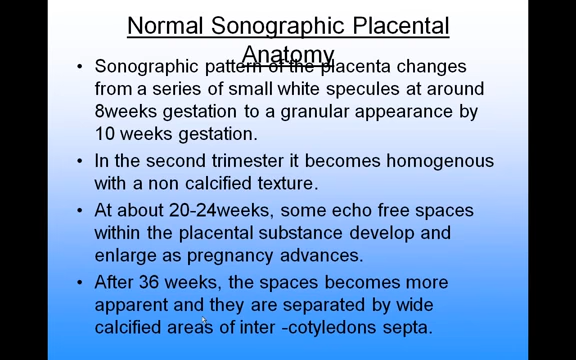 Normal Sonographic Placental
Anatomy
• Sonographic pattern of the placenta changes
from a series of small white specules at around
8weeks gestation to a granular appearance by
10 weeks gestation.
• In the second trimester it becomes homogenous
with a non calcified texture.
• At about 20-24weeks, some echo free spaces
within the placental substance develop and
enlarge as pregnancy advances.
• After 36 weeks, the spaces becomes more
apparent and they are separated by wide
calcified areas of inter -cotyledons septa.